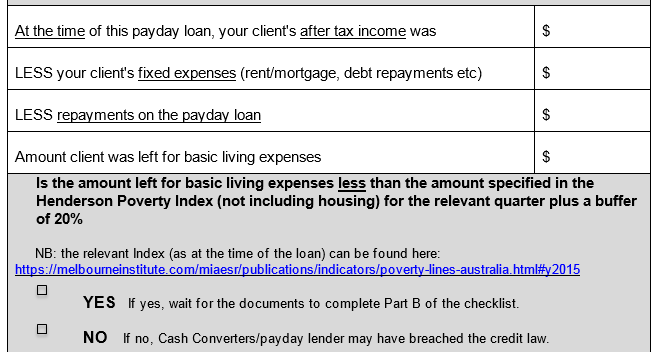 At the time of this payday loan, your client's after tax income was $
LESS your client's fixed expenses (rent/mortgage, debt repayments etc) $
LESS repayments on the payday loan $
Amount client was left for basic living expenses $
Is the amount left for basic living expenses less than the amount specified in the
Henderson Poverty Index (not including housing) for the relevant quarter plus a buffer
of 20%
NB: the relevant Index (as at the time of the loan) can be found here:
https://melbourneinstitute.com/miaesr/publications/indicators/poverty-lines-australia.html#y2015
☐ YES If yes, wait for the documents to complete Part B of the checklist.
☐ NO If no, Cash Converters/payday lender may have breached the credit law.